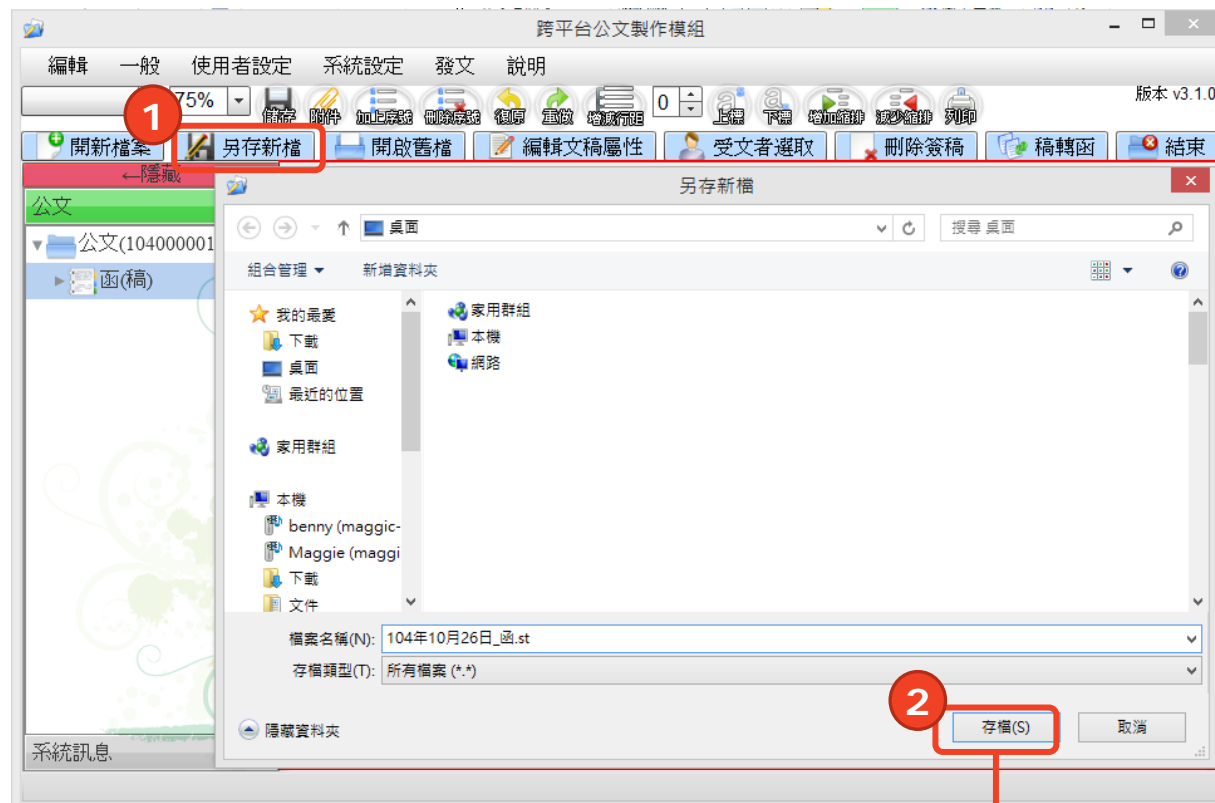 跨平台公文製作模組
編輯 一般 使用者設定 系統設定 發文 說明
75% 儲存 附件 加上底部 刪除底部 復原 重做 增減行距 0 上層 下層 增加縮排 減少縮排 列印 版本 v3.1.0
1
開新檔案 另存新檔 開啟舊檔 編輯文稿屬性 受文者選取 刪除簽稿 稿轉函 結束
←隱藏
另存新檔
公文
桌面
搜尋 桌面
公文(104000001
函(稿)
組合管理 新增資料夾
我的最愛
下載
桌面
最近的位置
家用群組
本機
benny (maggic-
Maggie (maggi
下載
文件
家用群組
本機
網路
檔案名稱(N): 104年10月26日_函.st
存檔類型(T): 所有檔案 (*.*)
2
隱藏資料夾
存檔(S) 取消
系統訊息